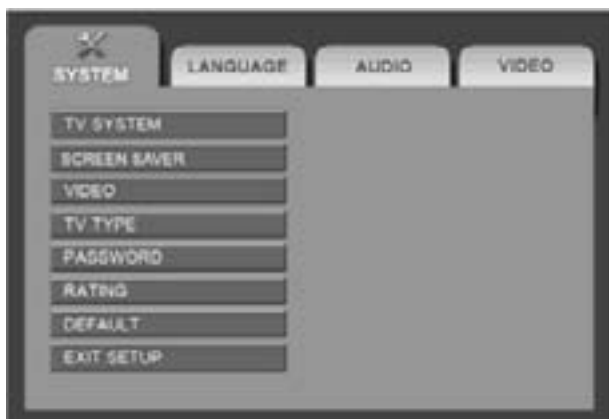 SYSTEM
LANGUAGE
AUDIO
VIDEO
TV SYSTEM
SCREEN SAVER
VIDEO
TV TYPE
PASSWORD
RATING
DEFAULT
EXIT SETUP